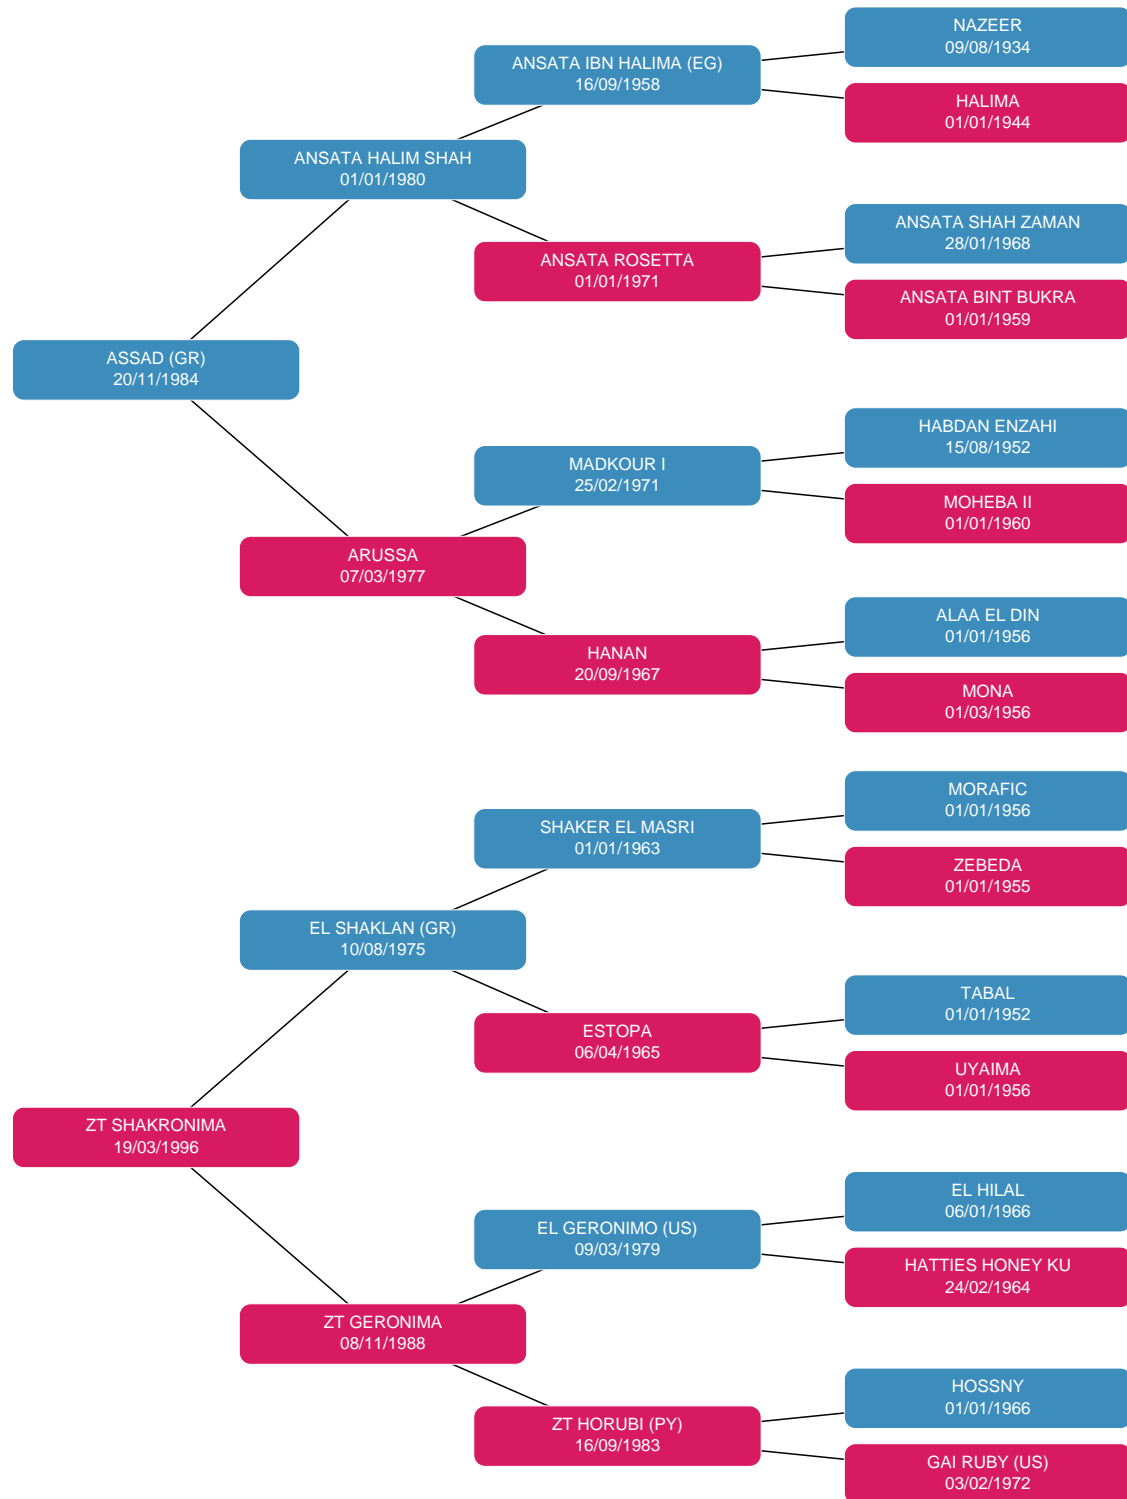 NAZEER
09/08/1934
ANSATA IBN HALIMA (EG)
16/09/1958
HALIMA
01/01/1944
ANSATA HALIM SHAH
01/01/1980
ANSATA SHAH ZAMAN
28/01/1968
ANSATA ROSETTA
01/01/1971
ANSATA BINT BUKRA
01/01/1959
ASSAD (GR)
20/11/1984
HABDAN ENZAHI
15/08/1952
MADKOUR I
25/02/1971
MOHEBA II
01/01/1960
ARUSSA
07/03/1977
ALAA EL DIN
01/01/1956
HANAN
20/09/1967
MONA
01/03/1956
MORAFIC
01/01/1956
SHAKER EL MASRI
01/01/1963
ZEBEDA
01/01/1955
EL SHAKLAN (GR)
10/08/1975
TABAL
01/01/1952
ESTOPA
06/04/1965
UYAIMA
01/01/1956
ZT SHAKRONIMA
19/03/1996
EL HILAL
06/01/1966
EL GERONIMO (US)
09/03/1979
HATTIES HONEY KU
24/02/1964
ZT GERONIMA
08/11/1988
HOSSNY
01/01/1966
ZT HORUBI (PY)
16/09/1983
GAI RUBY (US)
03/02/1972